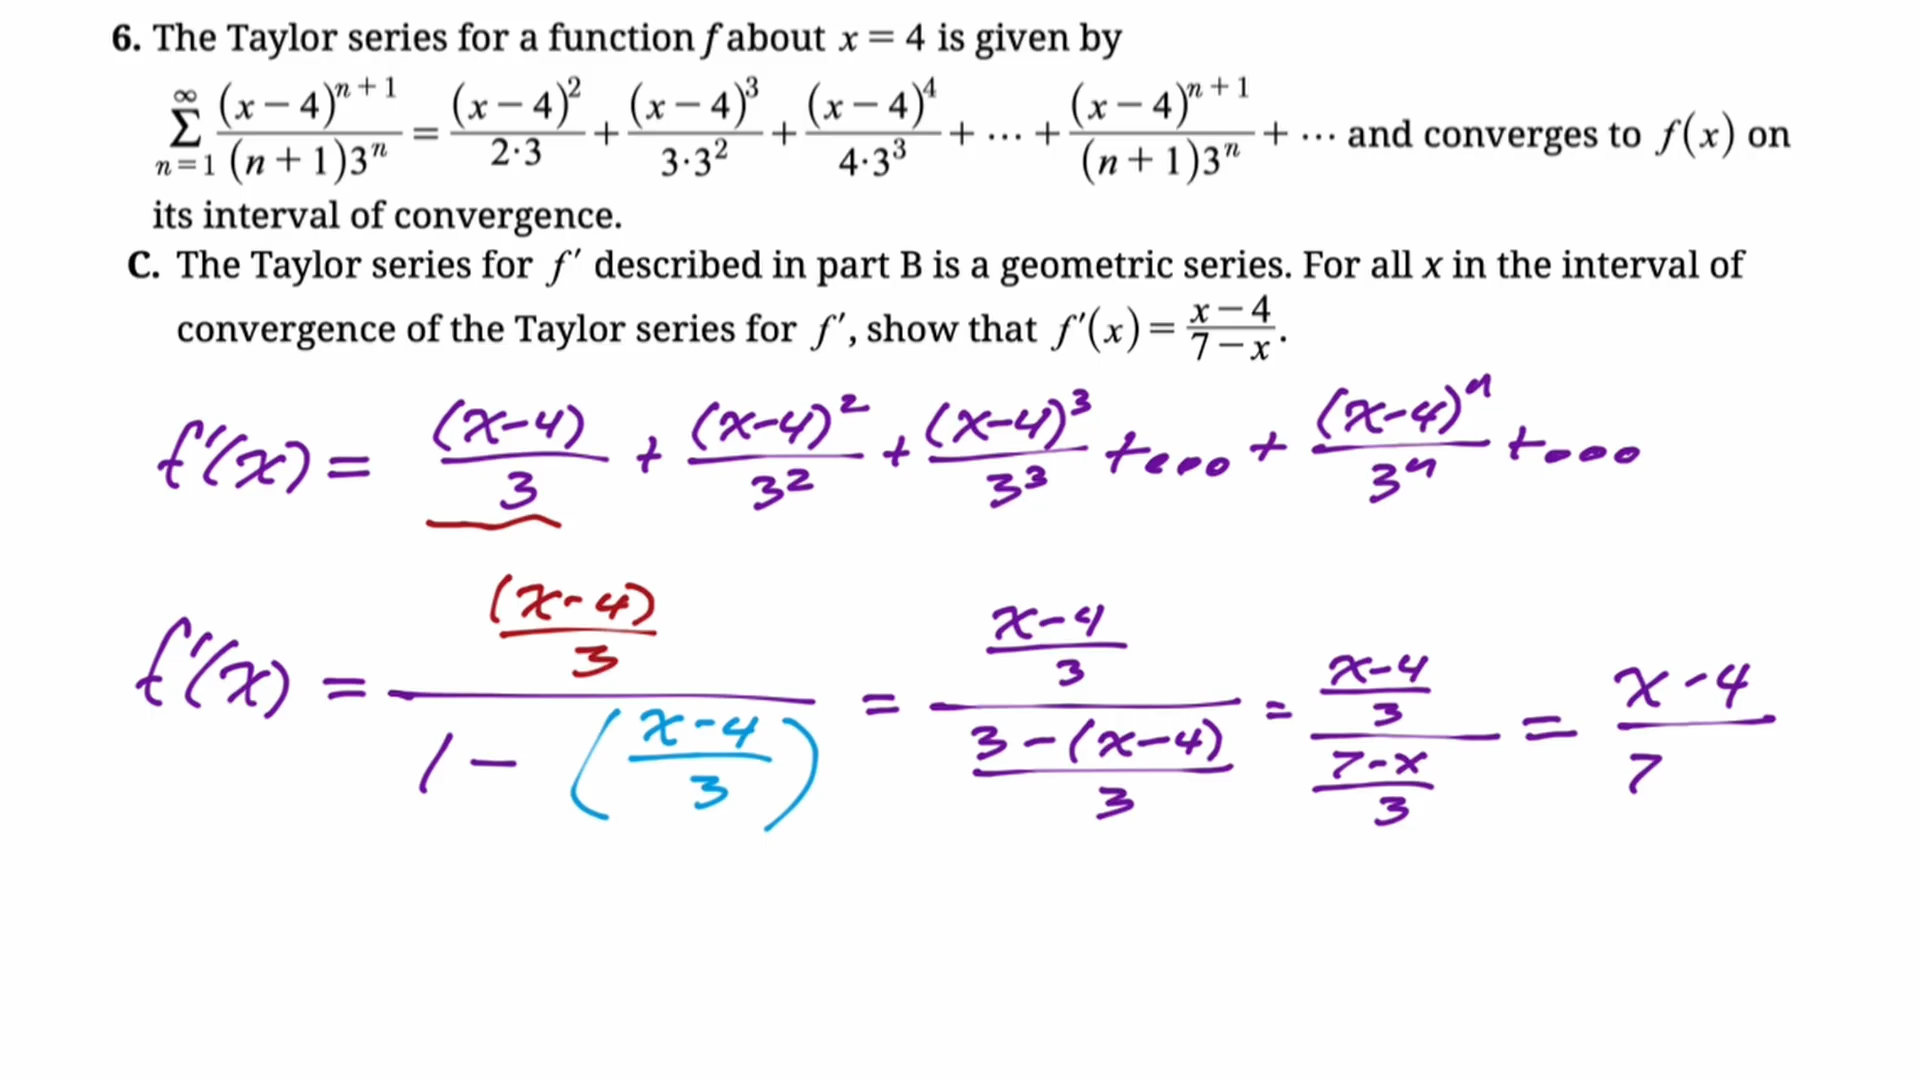 6. The Taylor series for a function f about x = 4 is given by
∑_{n=1}^{∞} (x − 4)^{n+1}/((n + 1)3^n) = (x − 4)^2/(2·3) + (x − 4)^3/(3·3^2) + (x − 4)^4/(4·3^3) + ⋯ + (x − 4)^{n+1}/((n + 1)3^n) + ⋯ and converges to f(x) on
its interval of convergence.
C. The Taylor series for f′ described in part B is a geometric series. For all x in the interval of
convergence of the Taylor series for f′, show that f′(x) = (x − 4)/(7 − x).
f′(x) = (x-4)/3 + (x-4)^2/3^2 + (x-4)^3/3^3 + ... + (x-4)^n/3^n + ...
f′(x) = ((x-4)/3)/(1 - ((x-4)/3)) = ((x-4)/3)/((3-(x-4))/3) = ((x-4)/3)/((7-x)/3) = (x-4)/7